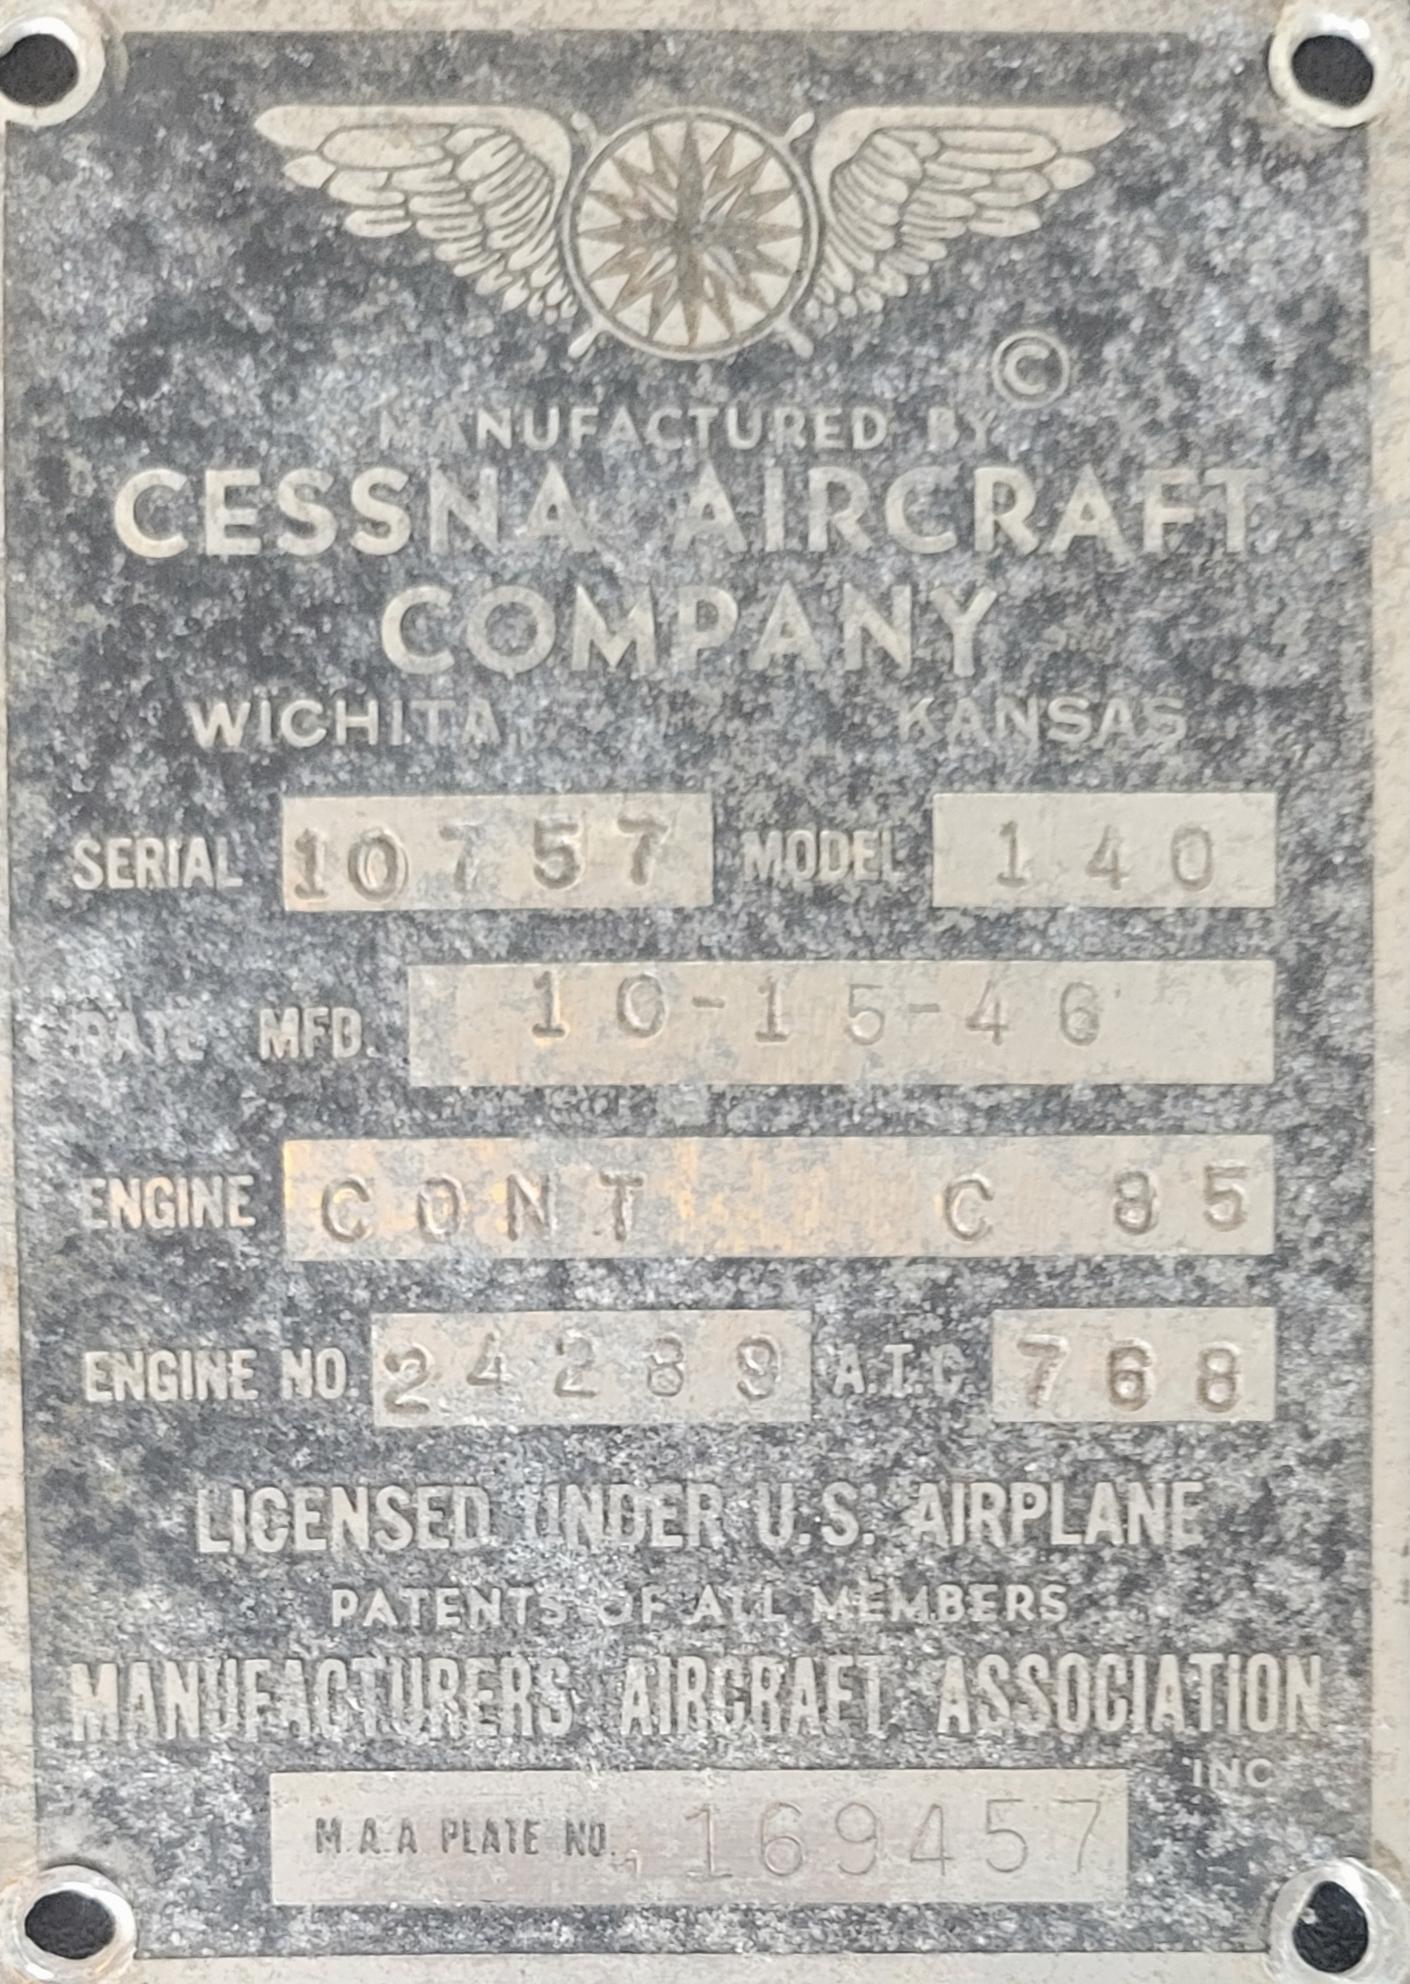 ©
MANUFACTURED BY
CESSNA AIRCRAFT
COMPANY
WICHITA KANSAS
SERIAL 10757 MODEL 140
DATE MFD. 10-15-46
ENGINE CONT C 85
ENGINE NO. 24289 A.T.C. 768
LICENSED UNDER U.S. AIRPLANE
PATENTS OF ALL MEMBERS
MANUFACTURERS AIRCRAFT ASSOCIATION
INC
M.A.A PLATE NO. 169457